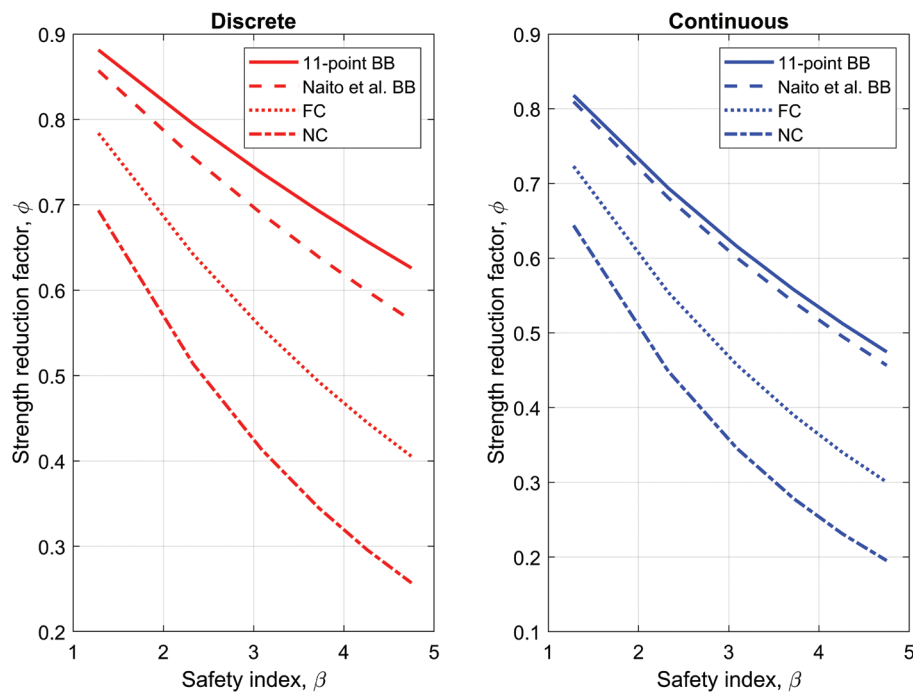 Discrete
0.9
0.8
0.7
0.6
0.5
0.4
0.3
0.2
Strength reduction factor, ϕ
11-point BB
Naito et al. BB
FC
NC
1 2 3 4 5
Safety index, β
Continuous
0.9
0.8
0.7
0.6
0.5
0.4
0.3
0.2
0.1
Strength reduction factor, ϕ
11-point BB
Naito et al. BB
FC
NC
1 2 3 4 5
Safety index, β